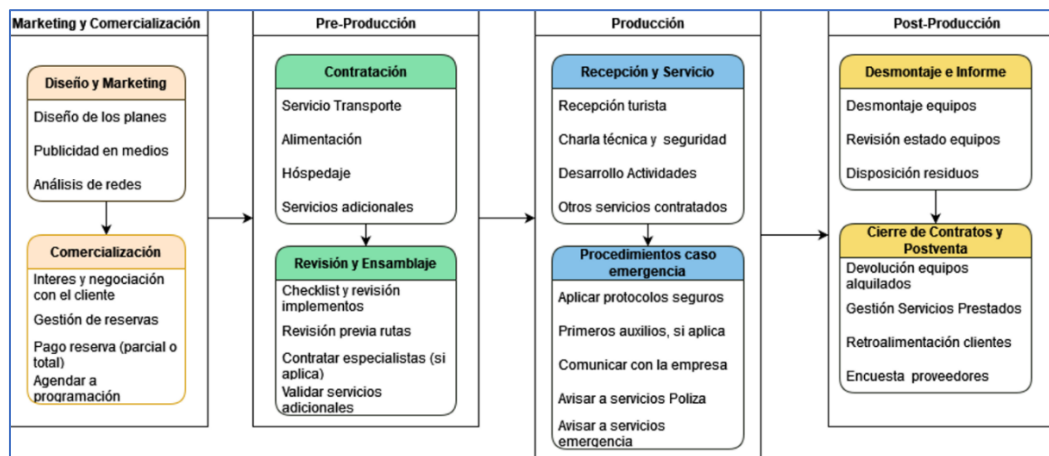 Marketing y Comercialización
Diseño y Marketing
Diseño de los planes
Publicidad en medios
Análisis de redes
Comercialización
Interes y negociación
con el cliente
Gestión de reservas
Pago reserva (parcial o
total)
Agendar a
programación
Pre-Producción
Contratación
Servicio Transporte
Alimentación
Hóspedaje
Servicios adicionales
Revisión y Ensamblaje
Checklist y revisión
implementos
Revisión previa rutas
Contratar especialistas (si
aplica)
Validar servicios
adicionales
Producción
Recepción y Servicio
Recepción turista
Charla técnica y seguridad
Desarrollo Actividades
Otros servicios contratados
Procedimientos caso
emergencia
Aplicar protocolos seguros
Primeros auxilios, si aplica
Comunicar con la empresa
Avisar a servicios Poliza
Avisar a servicios
emergencia
Post-Producción
Desmontaje e Informe
Desmontaje equipos
Revisión estado equipos
Disposición residuos
Cierre de Contratos y
Postventa
Devolución equipos
alquilados
Gestión Servicios Prestados
Retroalimentación clientes
Encuesta proveedores